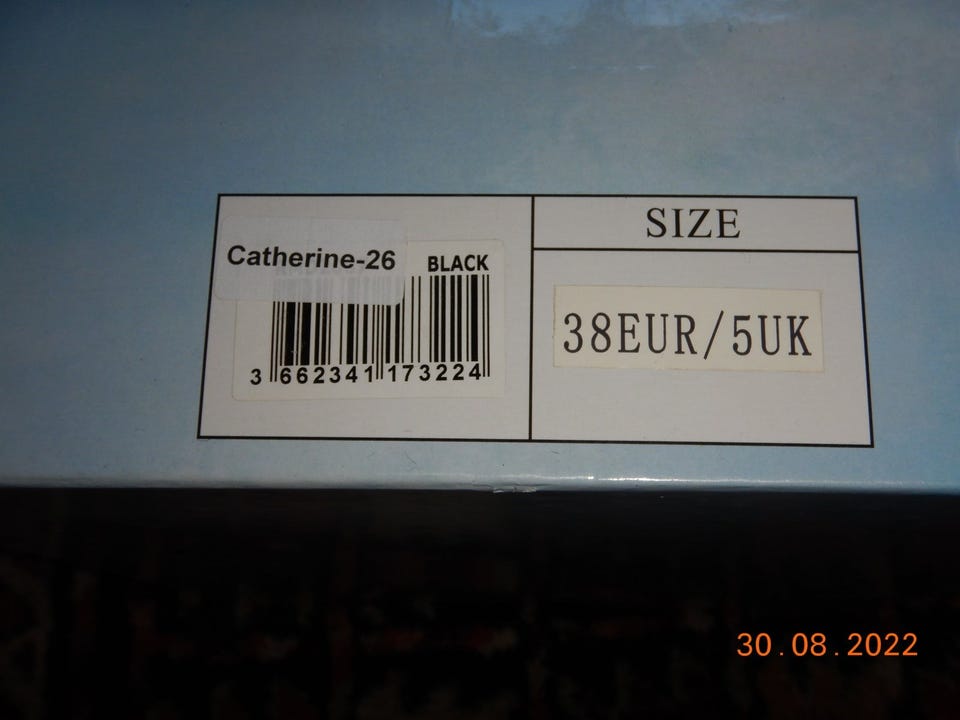 Catherine-26
BLACK
3 662341 173224
SIZE
38EUR/5UK
30.08.2022